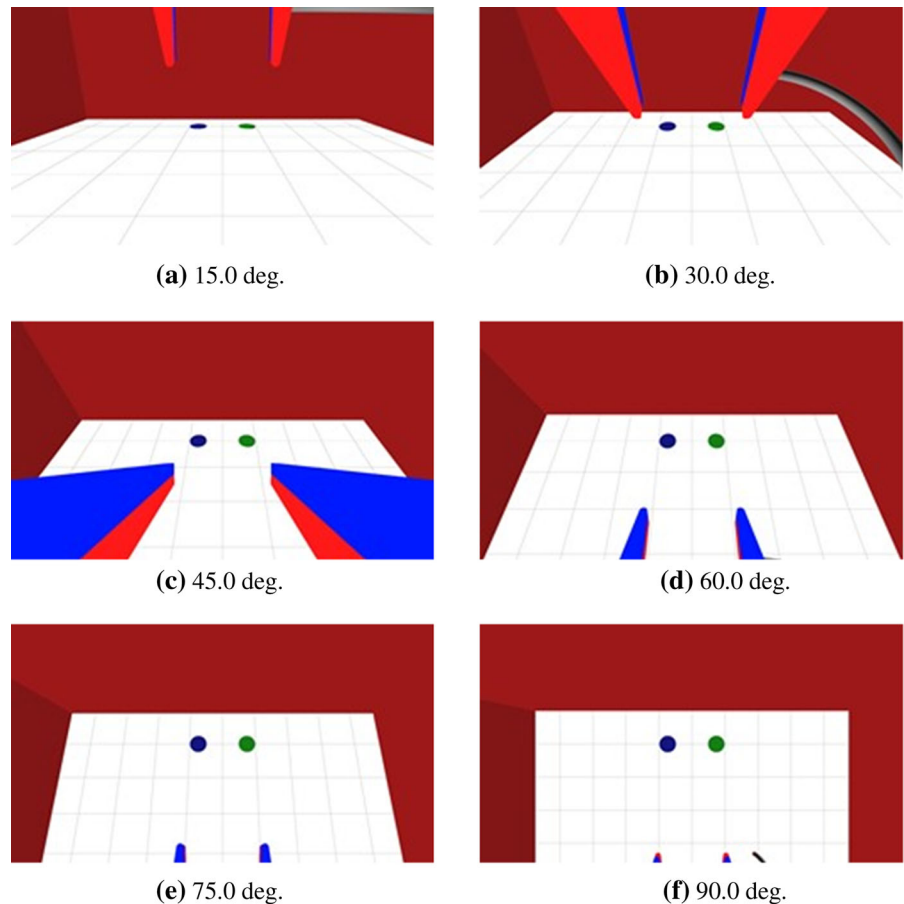 (a) 15.0 deg.
(b) 30.0 deg.
(c) 45.0 deg.
(d) 60.0 deg.
(e) 75.0 deg.
(f) 90.0 deg.